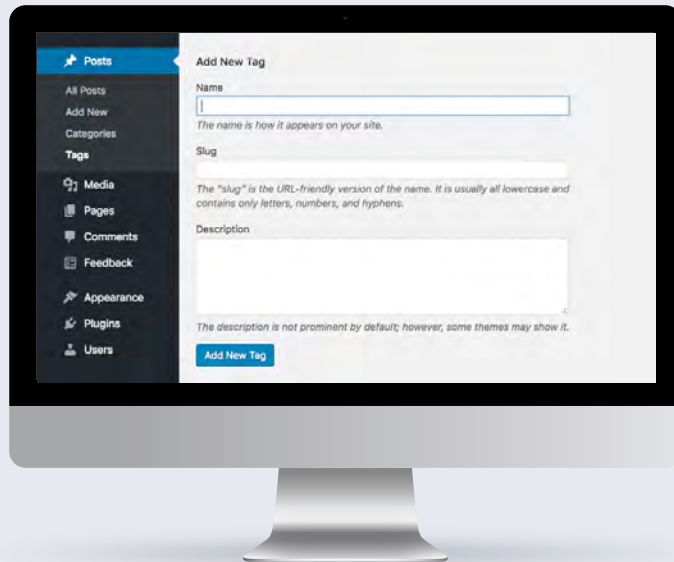 Posts
All Posts
Add New
Categories
Tags
Media
Pages
Comments
Feedback
Appearance
Plugins
Users
Add New Tag
Name
The name is how it appears on your site.
Slug
The "slug" is the URL-friendly version of the name. It is usually all lowercase and
contains only letters, numbers, and hyphens.
Description
The description is not prominent by default; however, some themes may show it.
Add New Tag